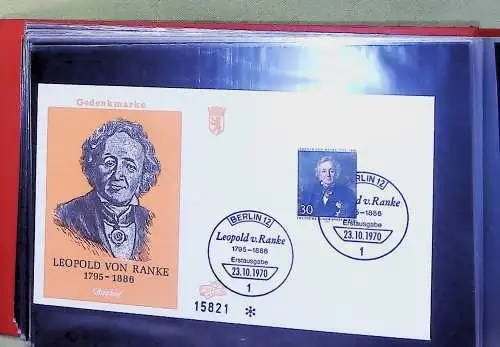 Gedenkmarke
LEOPOLD VON RANKE
1795-1886
30
BERLIN 12
Leopold v. Ranke
1795-1886
Erstausgabe
23.10.1970
1
BERLIN 12
Leopold v. Ranke
1795-1886
Erstausgabe
23.10.1970
1
15821 *